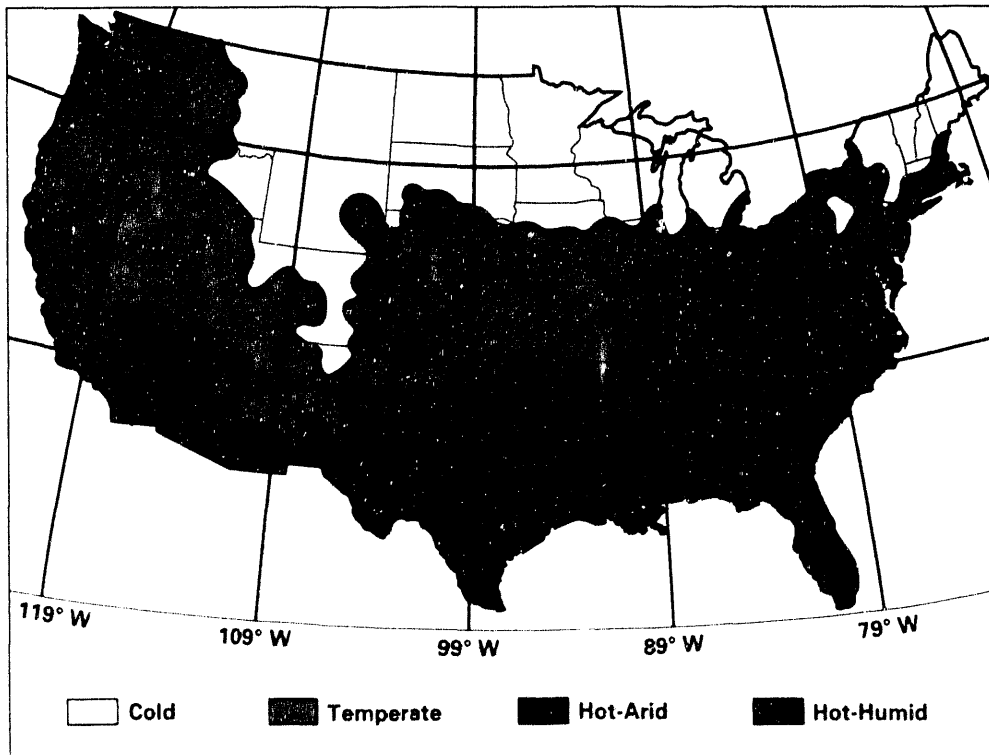 119° W
109° W
99° W
89° W
79° W
Cold
Temperate
Hot-Arid
Hot-Humid